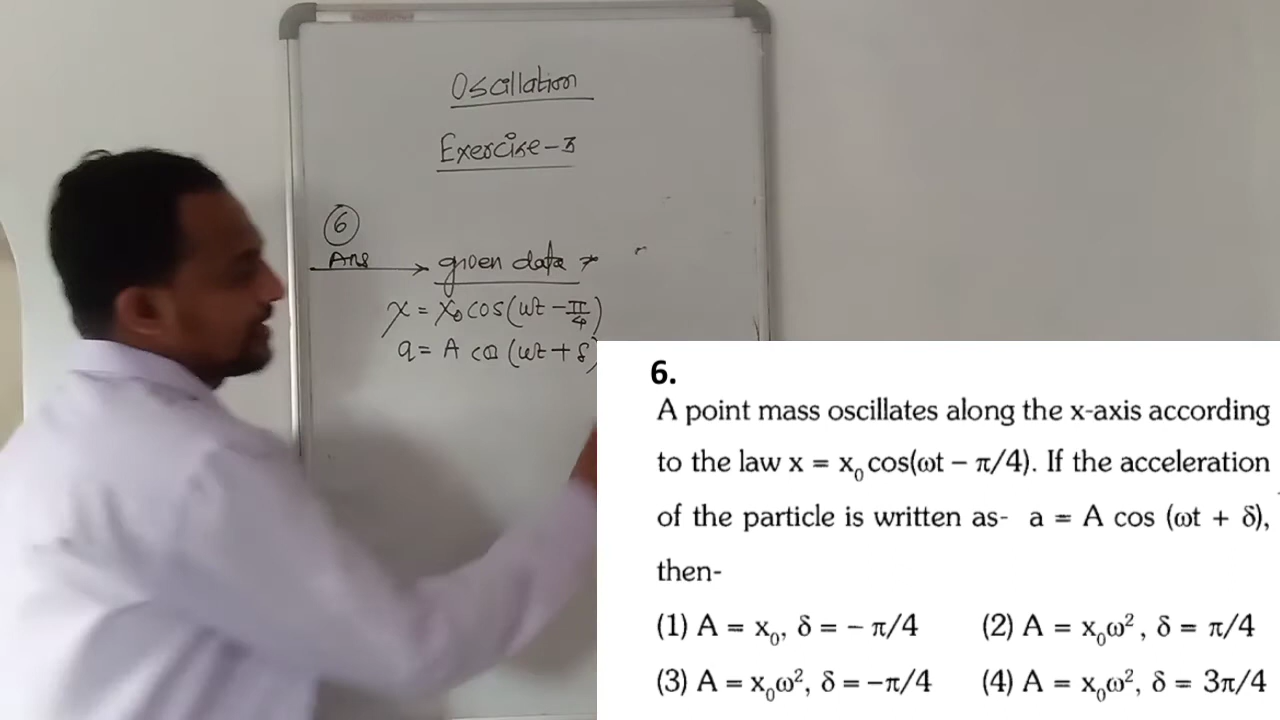 Oscillation
Exercise-3
6
Ans → given data
x = x₀ cos(ωt - π/4)
a = A cos (ωt + δ)
6.
A point mass oscillates along the x-axis according
to the law x = x₀ cos(ωt – π/4). If the acceleration
of the particle is written as- a = A cos (ωt + δ),
then-
(1) A = x₀, δ = – π/4 (2) A = x₀ω², δ = π/4
(3) A = x₀ω², δ = –π/4 (4) A = x₀ω², δ = 3π/4